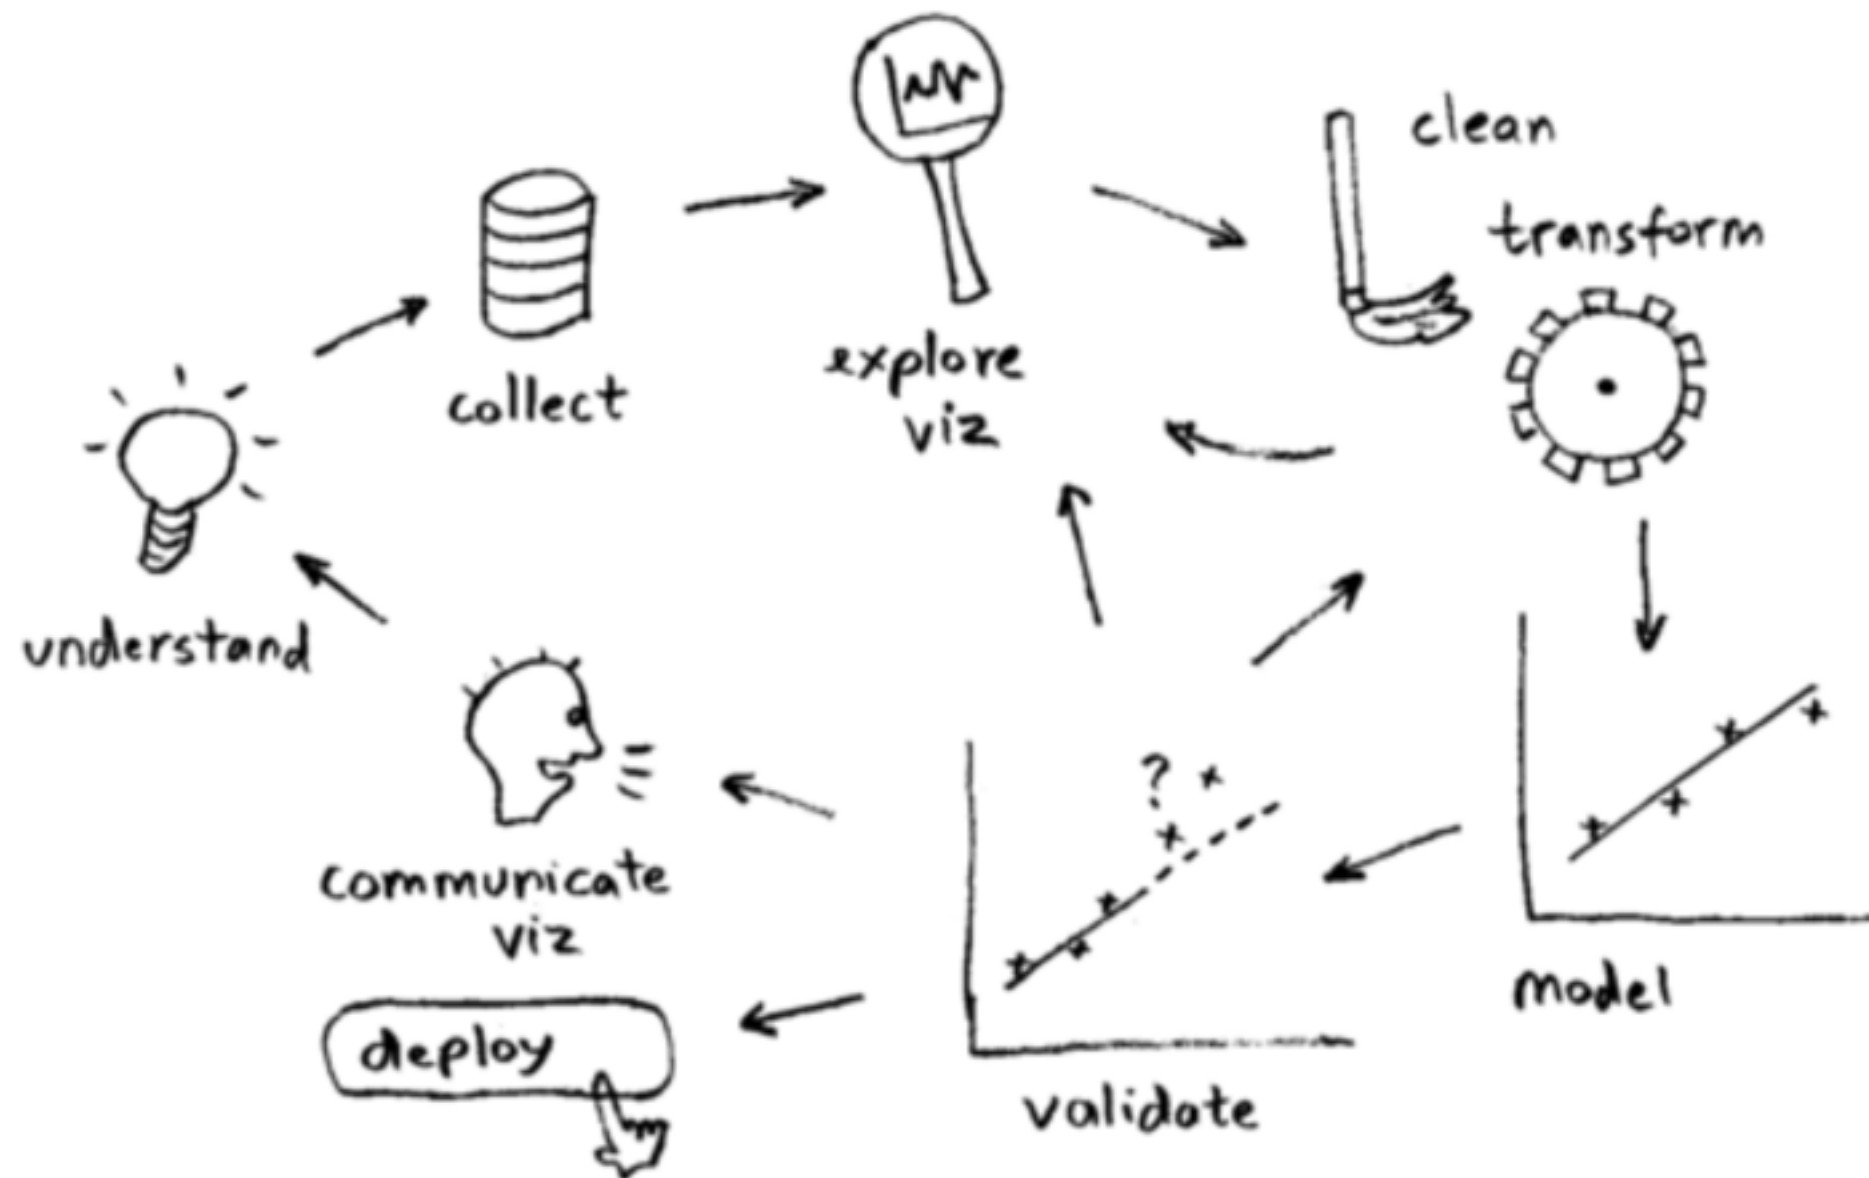 clean
transform
collect
explore
viz
understand
communicate
viz
deploy
?
validate
model